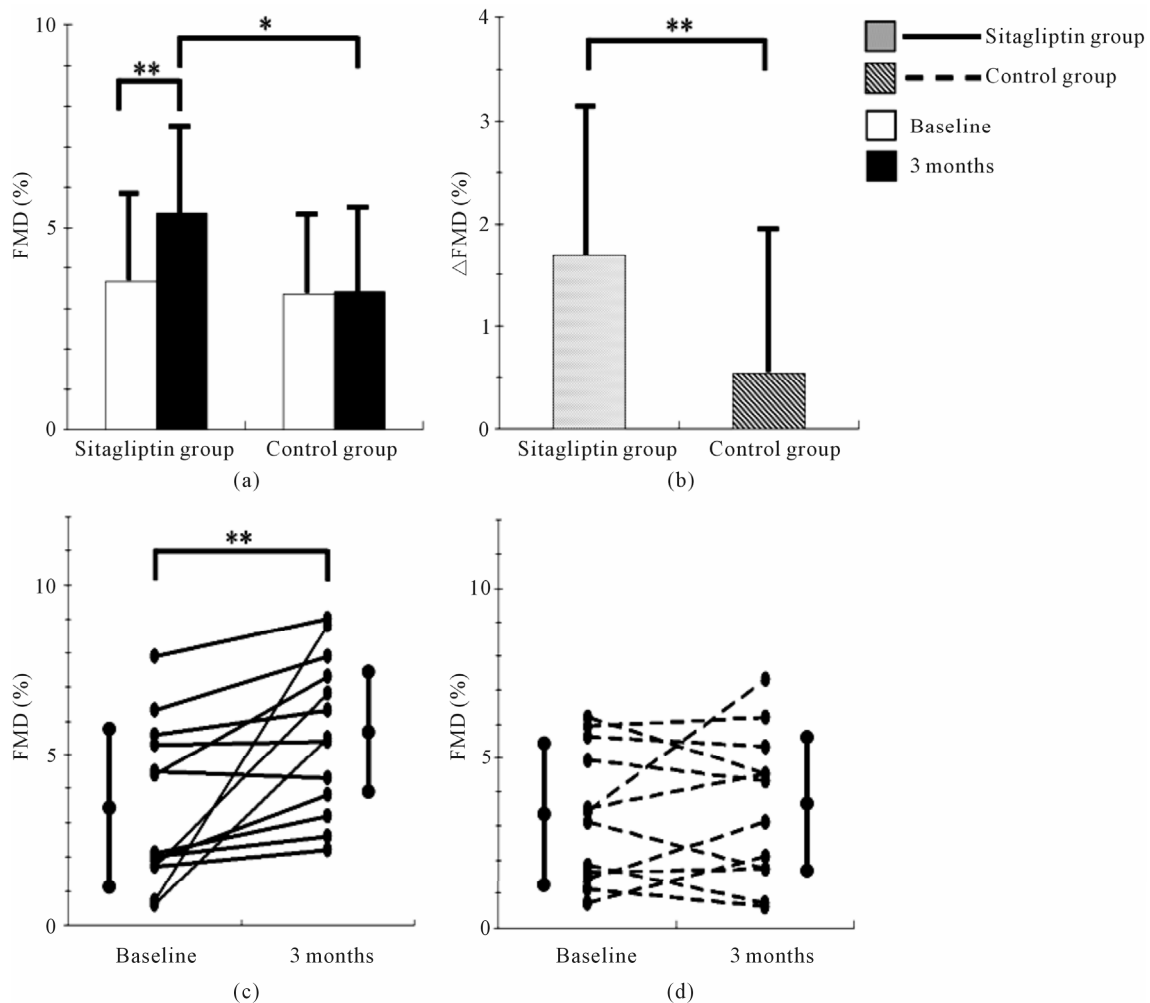 10
5
0
FMD (%)
**
*
Sitagliptin group
Control group
(a)
4
3
2
1
0
△FMD (%)
**
Sitagliptin group
Control group
(b)
Sitagliptin group
Control group
Baseline
3 months
10
5
0
FMD (%)
**
Baseline
3 months
(c)
10
5
0
FMD (%)
Baseline
3 months
(d)